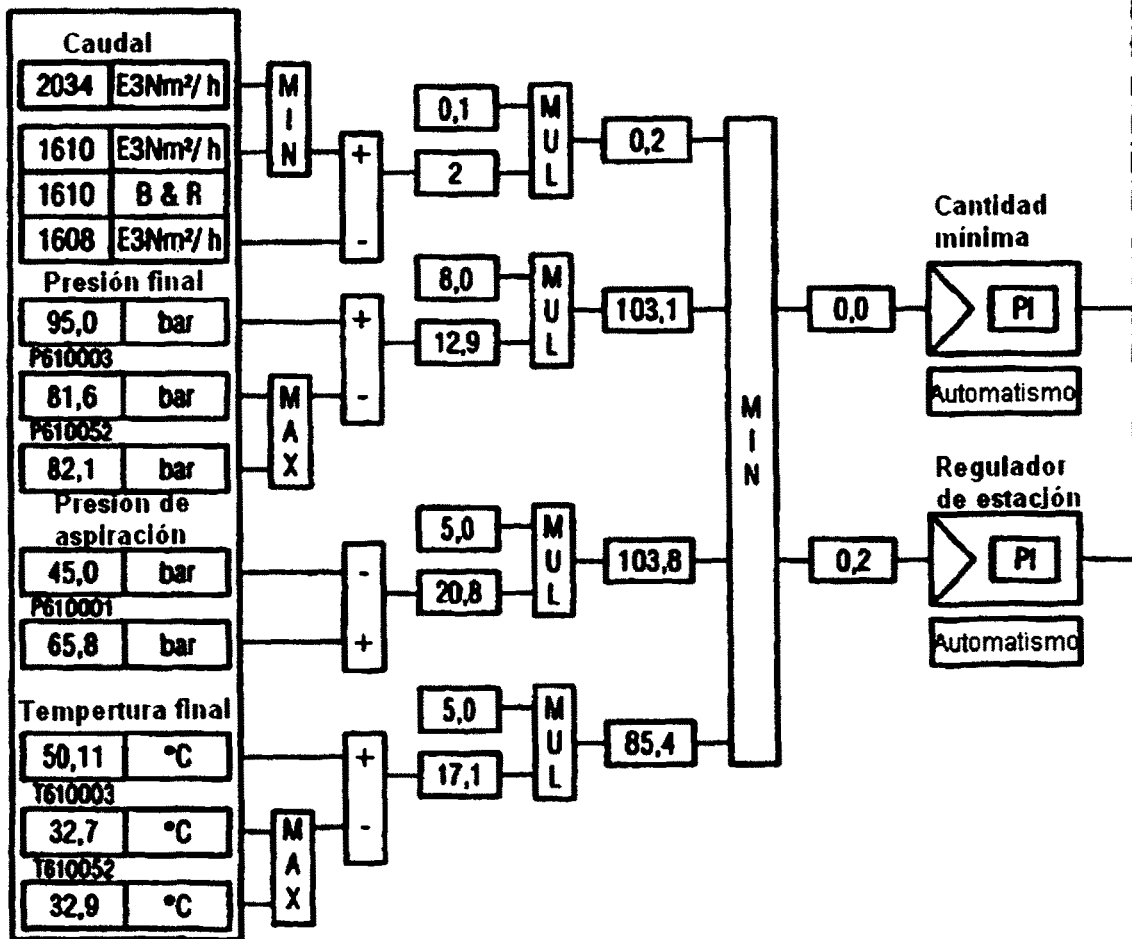 Caudal
2034 E3Nm²/ h
1610 E3Nm²/ h
1610 B & R
1608 E3Nm²/ h
Presión final
95,0 bar
P610003
81,6 bar
P610052
82,1 bar
Presión de
aspiración
45,0 bar
P610001
65,8 bar
Tempertura final
50,11 °C
T610003
32,7 °C
T610052
32,9 °C
MIN
MAX
MAX
+
-
+
-
-
+
+
-
0,1
2
MUL
0,2
8,0
12,9
MUL
103,1
5,0
20,8
MUL
103,8
5,0
17,1
MUL
85,4
MIN
0,0
0,2
Cantidad
mínima
PI
Automatismo
Regulador
de estacjón
PI
Automatismo